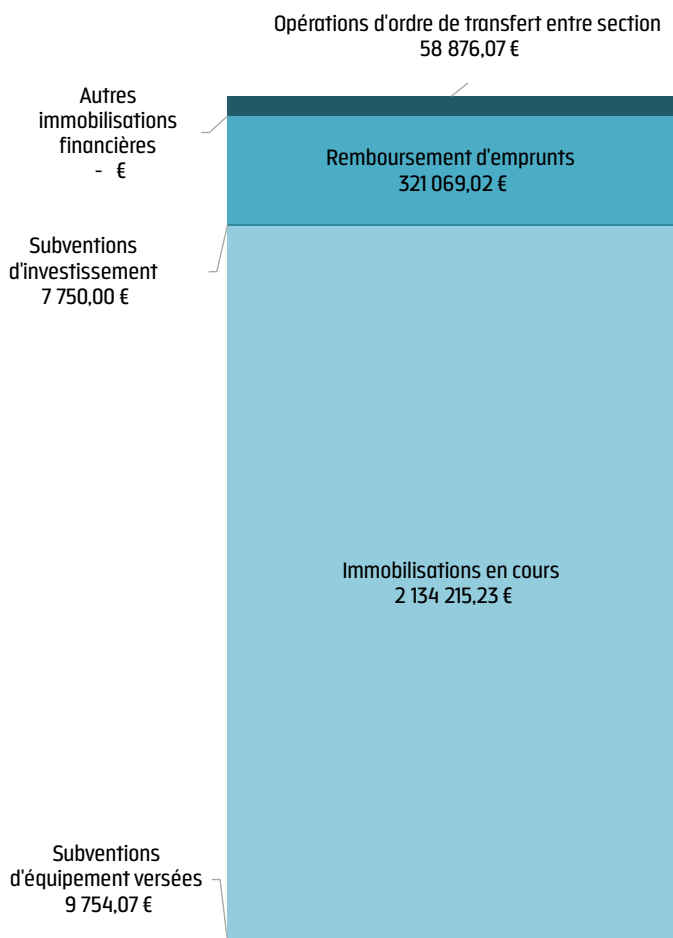 Opérations d'ordre de transfert entre section
58 876,07 €
Autres
immobilisations
financières
- €
Remboursement d'emprunts
321 069,02 €
Subventions
d'investissement
7 750,00 €
Immobilisations en cours
2 134 215,23 €
Subventions
d'équipement versées
9 754,07 €